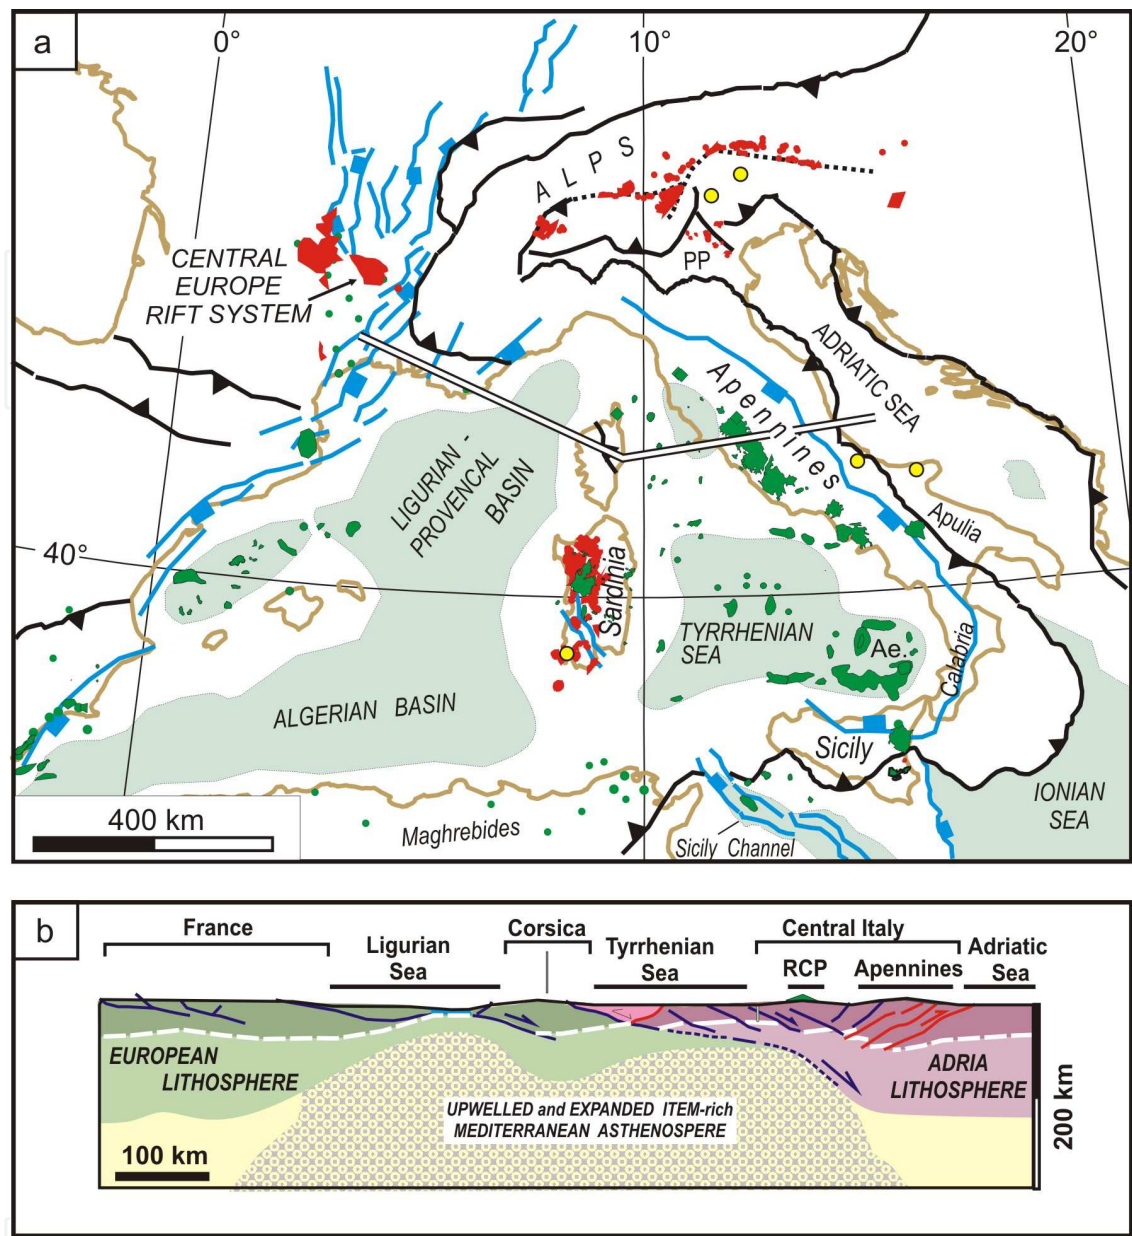 a
0°
10°
20°
ALPS
CENTRAL
EUROPE
RIFT SYSTEM
PP
ADRIATIC SEA
Apennines
LIGURIAN -
PROVENCAL
BASIN
Apulia
40°
Sardinia
TYRRHENIAN
SEA
Ae.
Calabria
ALGERIAN BASIN
Sicily
IONIAN
SEA
400 km
Maghrebides
Sicily Channel
b
France
Ligurian
Sea
Corsica
Tyrrhenian
Sea
Central Italy
RCP
Apennines
Adriatic
Sea
EUROPEAN
LITHOSPHERE
ADRIA
LITHOSPHERE
UPWELLED and EXPANDED ITEM-rich
MEDITERRANEAN ASTHENOSPERE
100 km
200 km